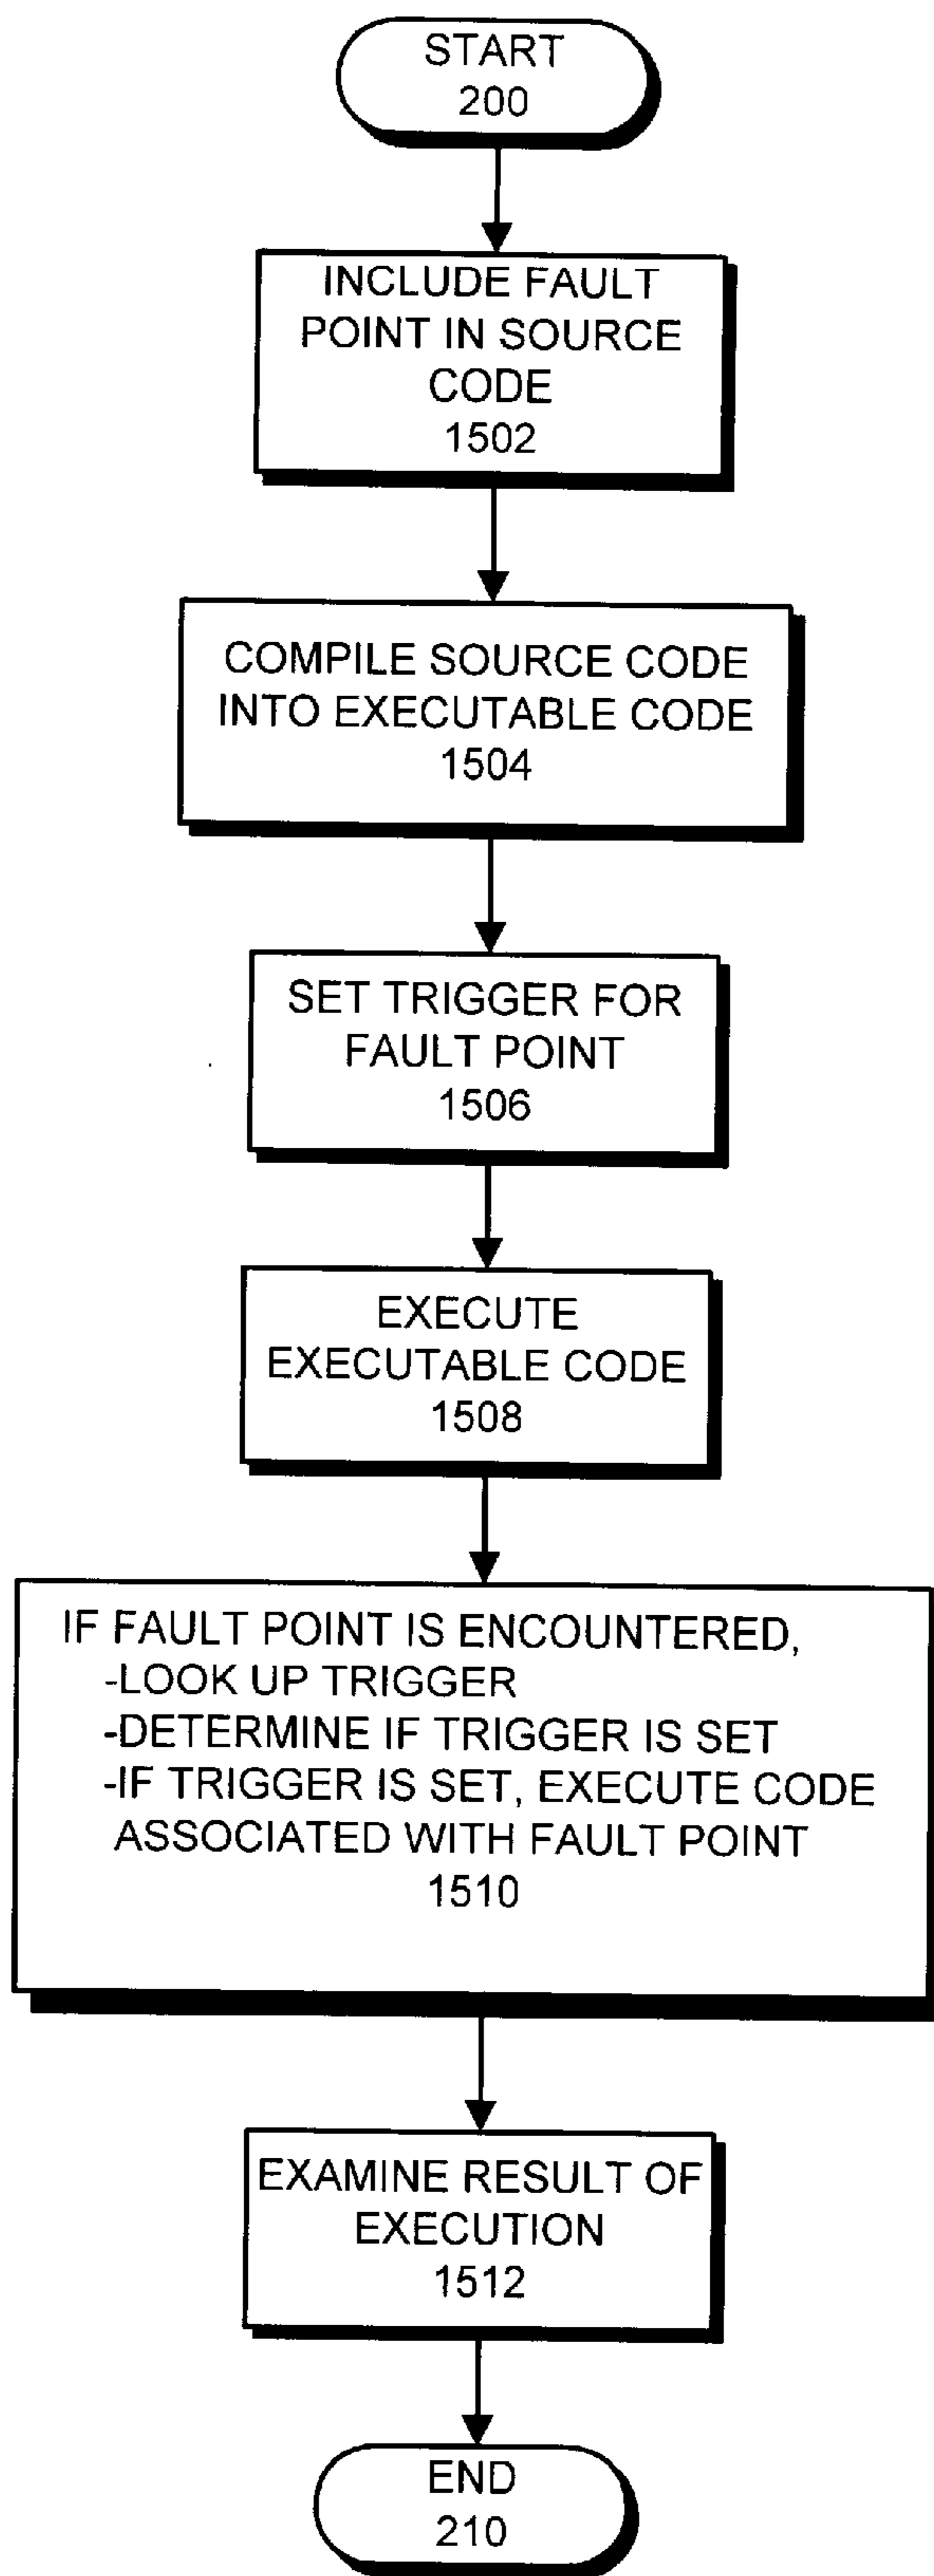 START
200
INCLUDE FAULT
POINT IN SOURCE
CODE
1502
COMPILE SOURCE CODE
INTO EXECUTABLE CODE
1504
SET TRIGGER FOR
FAULT POINT
1506
EXECUTE
EXECUTABLE CODE
1508
IF FAULT POINT IS ENCOUNTERED,
-LOOK UP TRIGGER
-DETERMINE IF TRIGGER IS SET
-IF TRIGGER IS SET, EXECUTE CODE
ASSOCIATED WITH FAULT POINT
1510
EXAMINE RESULT OF
EXECUTION
1512
END
210